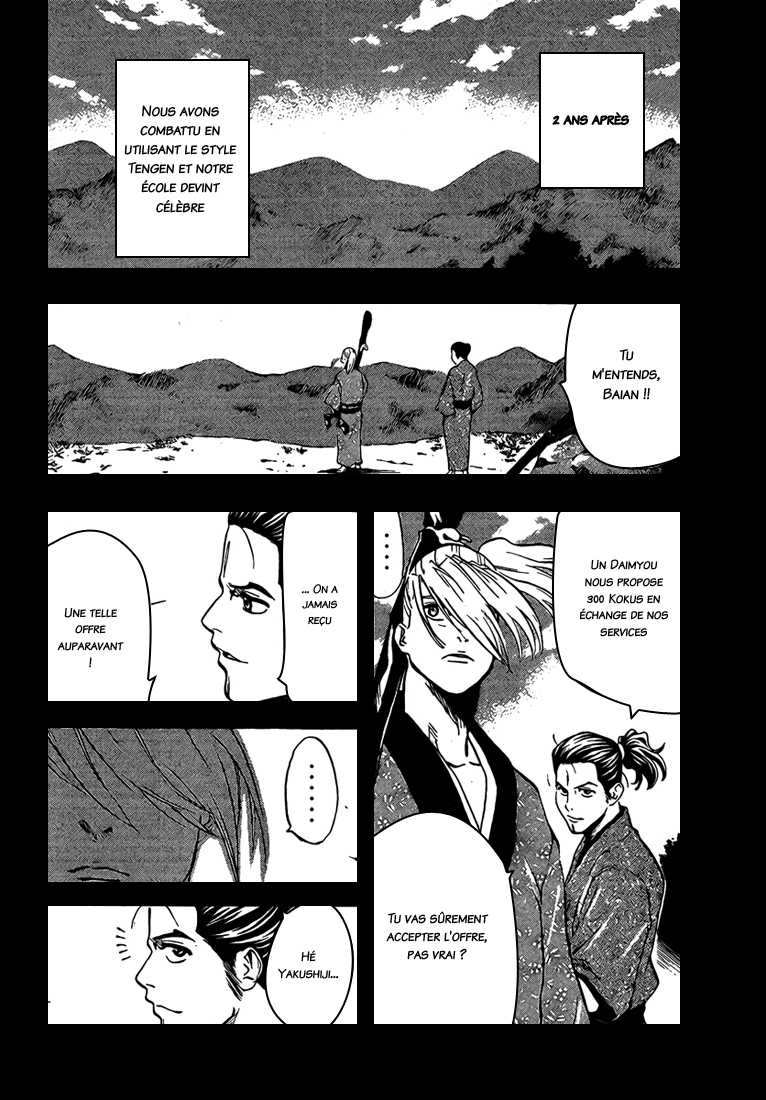 2 ANS APRÈS
NOUS AVONS
COMBATTU EN
UTILISANT LE STYLE
TENGEN ET NOTRE
ÉCOLE DEVINT
CÉLÈBRE
TU
M'ENTENDS,
BAIAN !!
UN DAIMYOU
NOUS PROPOSE
300 KOKUS EN
ÉCHANGE DE NOS
SERVICES
....
TU VAS SÛREMENT
ACCEPTER L'OFFRE,
PAS VRAI ?
... ON A
JAMAIS
REÇU
UNE TELLE
OFFRE
AUPARAVANT
!
......
HÉ
YAKUSHIJI...